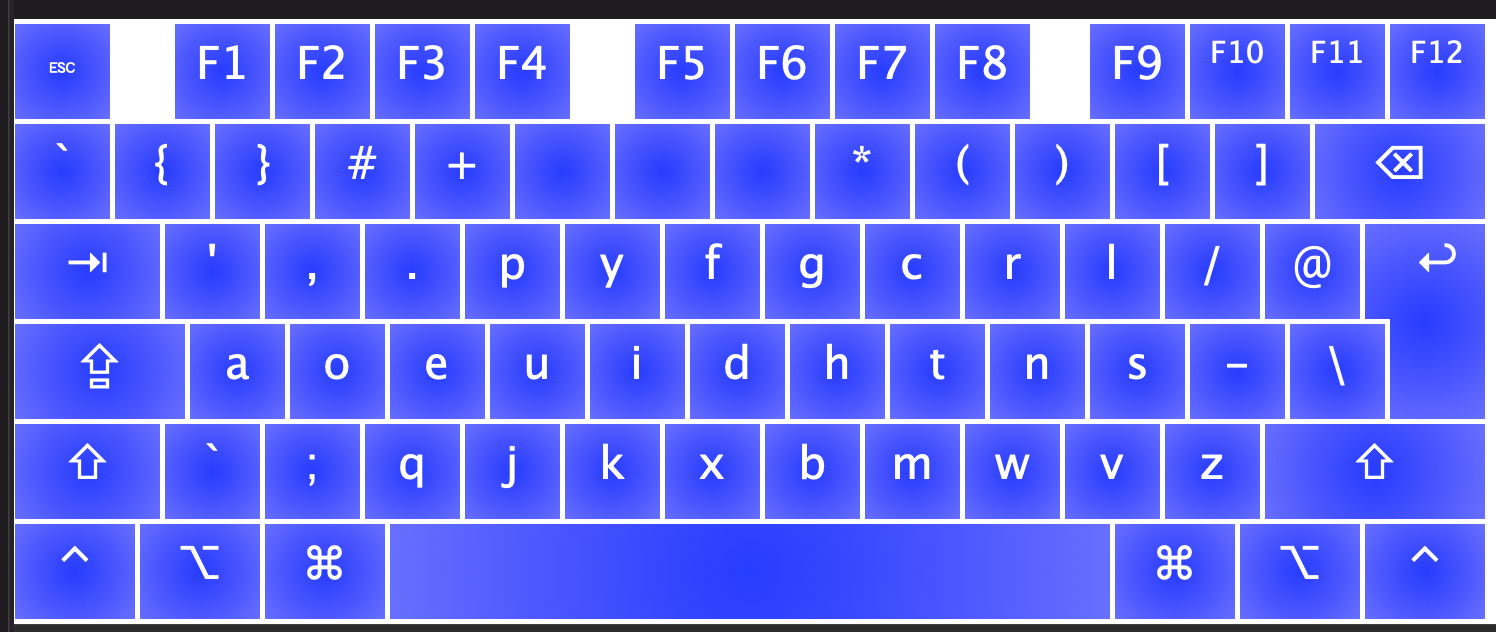 ESC F1 F2 F3 F4 F5 F6 F7 F8 F9 F10 F11 F12
` { } # + * ( ) [ ] ⌫
⇥ ' , . p y f g c r l / @ ↩
⇪ a o e u i d h t n s - \
⇧ ` ; q j k x b m w v z ⇧
^ ⌥ ⌘ ⌘ ⌥ ^